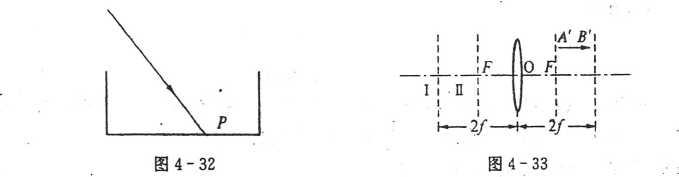 P
图 4-32
A' B'
F O F
I II
2f 2f
图 4-33